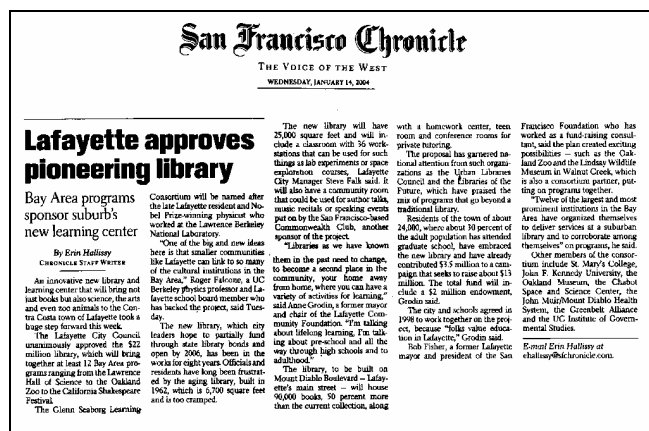 San Francisco Chronicle
THE VOICE OF THE WEST
WEDNESDAY, JANUARY 14, 2004
Lafayette approves
pioneering library
Bay Area programs
sponsor suburb's
new learning center
By Erin Hallissy
CHRONICLE STAFF WRITER
An innovative new library and
learning center that will bring not
just books but also science, the arts
and even zoo animals to the Con-
tra Costa town of Lafayette took a
huge step forward this week.
The Lafayette City Council
unanimously approved the $22
million library, which will bring
together at least 12 Bay Area pro-
grams ranging from the Lawrence
Hall of Science to the Oakland
Zoo to the California Shakespeare
Festival.
The Glenn Seaborg Learning
Consortium will be named after
the late Lafayette resident and No-
bel Prize-winning physicist who
worked at the Lawrence Berkeley
National Laboratory.
"One of the big and new ideas
here is that smaller communities
like Lafayette can link to so many
of the cultural institutions in the
Bay Area," Roger Falcone, a UC
Berkeley physics professor and La-
fayette school board member who
has backed the project, said Tues-
day.
The new library, which city
leaders hope to partially fund
through state library bonds and
open by 2006, has been in the
works for eight years. Officials and
residents have long been frustrat-
ed by the aging library, built in
1962, which is 6,700 square feet
and is too cramped.
The new library will have
25,000 square feet and will in-
clude a classroom with 36 work-
stations that can be used for such
things as lab experiments or space
exploration courses, Lafayette
City Manager Steve Falk said. It
will also have a community room
that could be used for author talks,
music recitals or speaking events
put on by the San Francisco-based
Commonwealth Club, another
sponsor of the project.
"Libraries as we have known
them in the past need to change,
to become a second place in the
community, your home away
from home, where you can have a
variety of activities for learning,"
said Anne Grodin, a former mayor
and chair of the Lafayette Com-
munity Foundation. "I'm talking
about lifelong learning. I'm talk-
ing about pre-school and all the
way through high schools and to
adulthood."
The library, to be built on
Mount Diablo Boulevard — Lafay-
ette's main street — will house
90,000 books, 50 percent more
than the current collection, along
with a homework center, teen
room and conference rooms for
private tutoring.
The proposal has garnered na-
tional attention from such organi-
zations as the Urban Libraries
Council and the Libraries of the
Future, which have praised the
mix of programs that go beyond a
traditional library.
Residents of the town of about
24,000, where about 30 percent of
the adult population has attended
graduate school, have embraced
the new library and have already
contributed $3.5 million to a cam-
paign that seeks to raise about $13
million. The total fund will in-
clude a $2 million endowment,
Grodin said.
The city and schools agreed in
1998 to work together on the proj-
ect, because "folks value educa-
tion in Lafayette," Grodin said.
Bob Fisher, a former Lafayette
mayor and president of the San
Francisco Foundation who has
worked as a fund-raising consul-
tant, said the plan created exciting
possibilities — such as the Oak-
land Zoo and the Lindsay Wildlife
Museum in Walnut Creek, which
is also a consortium partner, put-
ting on programs together.
"Twelve of the largest and most
prominent institutions in the Bay
Area have organized themselves
to deliver services at a suburban
library and to corroborate among
themselves" on programs, he said.
Other members of the consor-
tium include St. Mary's College,
John F. Kennedy University, the
Oakland Museum, the Chabot
Space and Science Center, the
John Muir/Mount Diablo Health
System, the Greenbelt Alliance
and the UC Institute of Govern-
mental Studies.
E-mail Erin Hallissy at
ehallissy@sfchronicle.com.